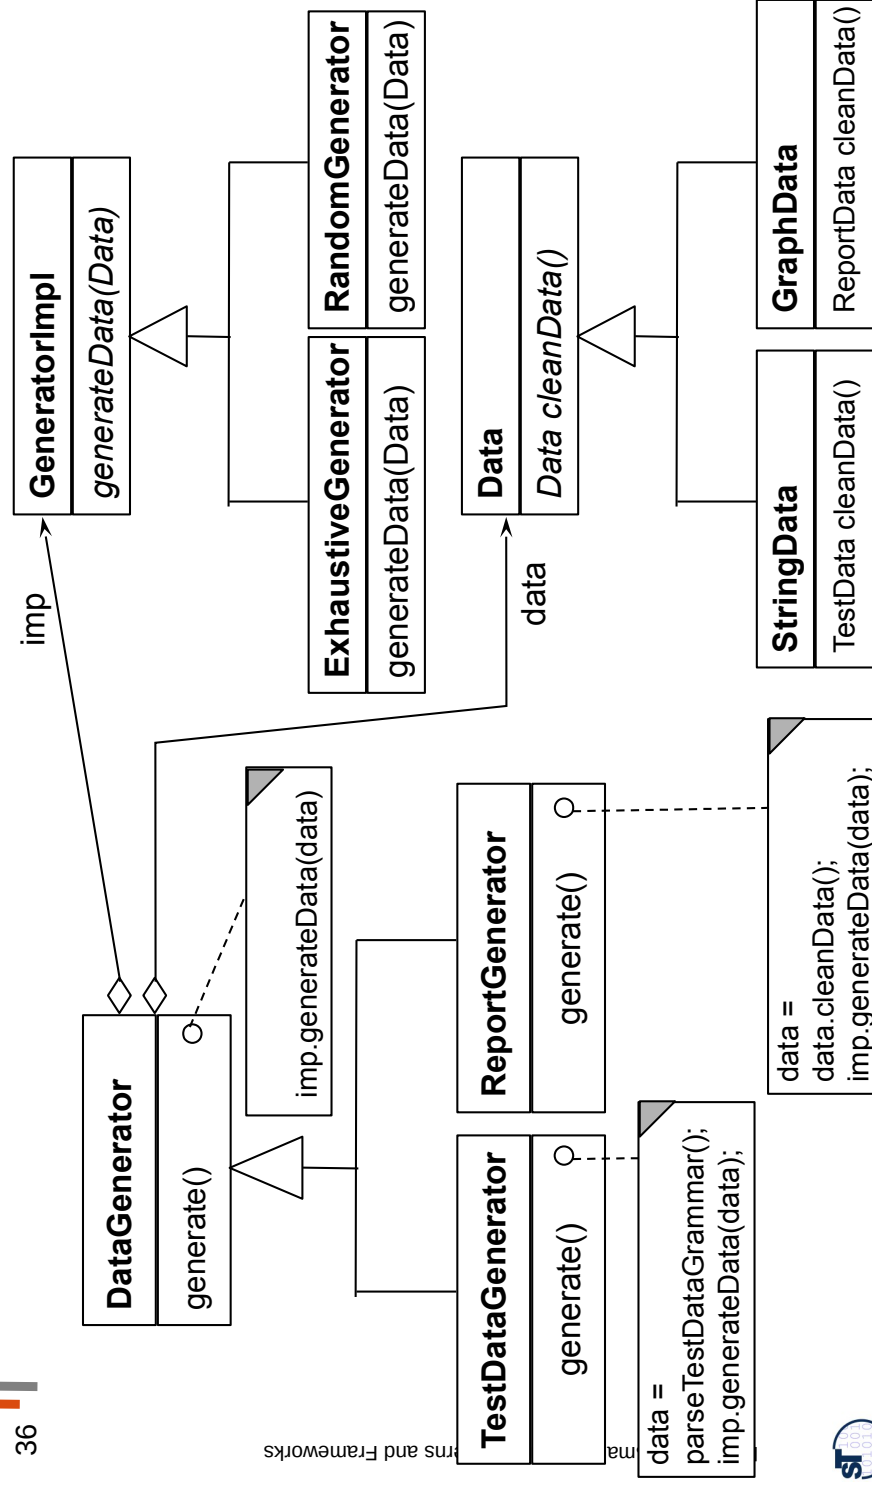 36
DataGenerator
generate()
imp
data
GeneratorImpl
generateData(Data)
imp.generateData(data)
ExhaustiveGenerator
generateData(Data)
RandomGenerator
generateData(Data)
TestDataGenerator
generate()
ReportGenerator
generate()
Data
Data cleanData()
data =
parseTestDataGrammar();
imp.generateData(data);
data =
data.cleanData();
imp.generateData(data);
StringData
TestData cleanData()
GraphData
ReportData cleanData()
and Frameworks
ST